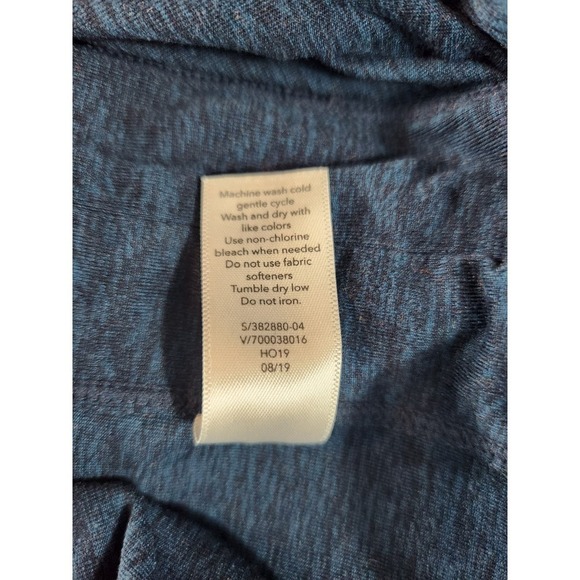 Machine wash cold
gentle cycle
Wash and dry with
like colors
Use non-chlorine
bleach when needed
Do not use fabric
softeners
Tumble dry low
Do not iron.
S/382880-04
V/700038016
HO19
08/19